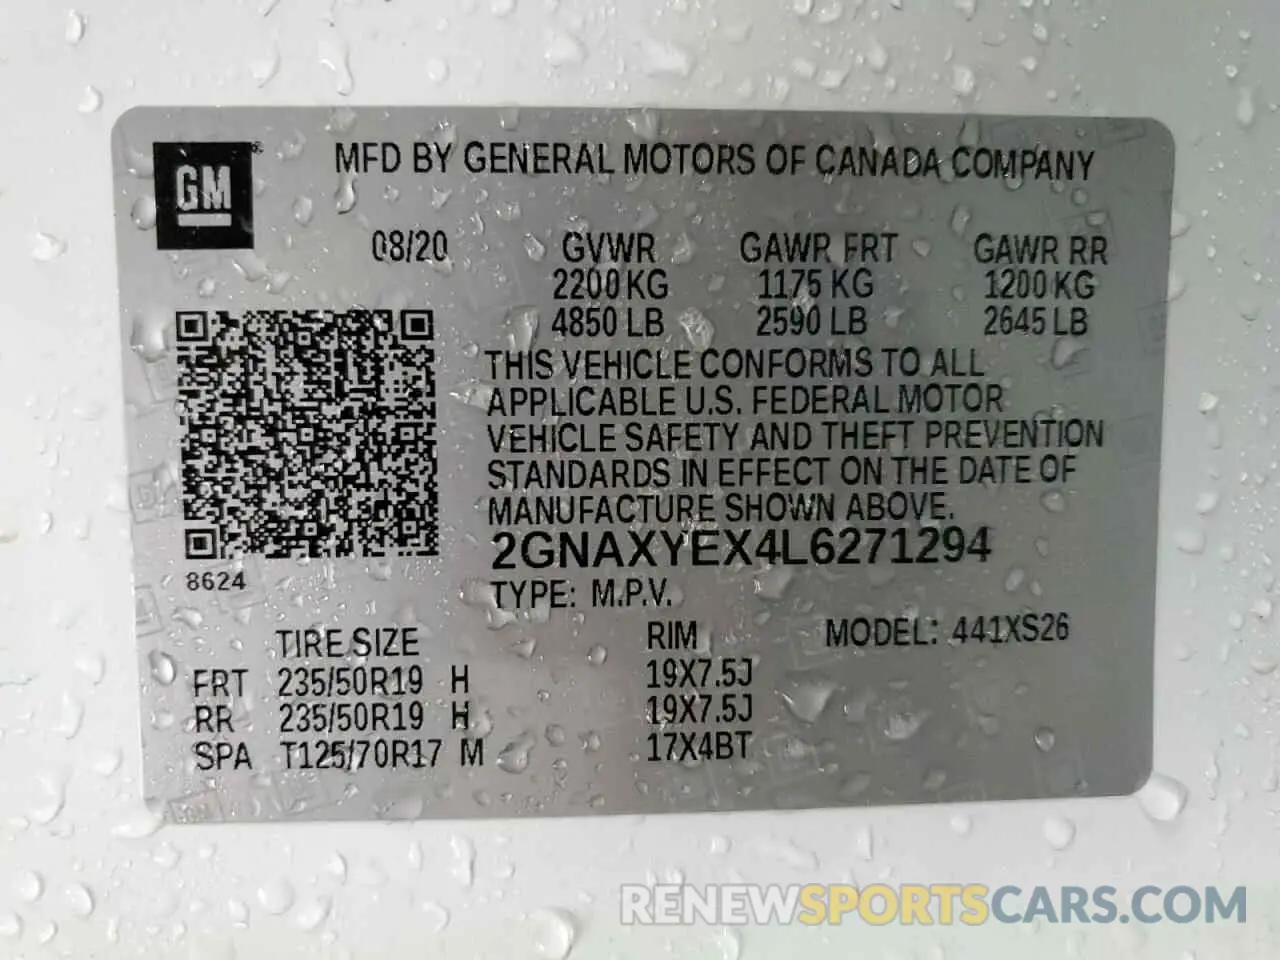 GM®
MFD BY GENERAL MOTORS OF CANADA COMPANY
08/20 GVWR GAWR FRT GAWR RR
2200 KG 1175 KG 1200 KG
4850 LB 2590 LB 2645 LB
THIS VEHICLE CONFORMS TO ALL
APPLICABLE U.S. FEDERAL MOTOR
VEHICLE SAFETY AND THEFT PREVENTION
STANDARDS IN EFFECT ON THE DATE OF
MANUFACTURE SHOWN ABOVE.
2GNAXYEX4L6271294
8624
TYPE: M.P.V.
TIRE SIZE RIM MODEL: 441XS26
FRT 235/50R19 H 19X7.5J
RR 235/50R19 H 19X7.5J
SPA T125/70R17 M 17X4BT
RENEWSPORTSCARS.COM